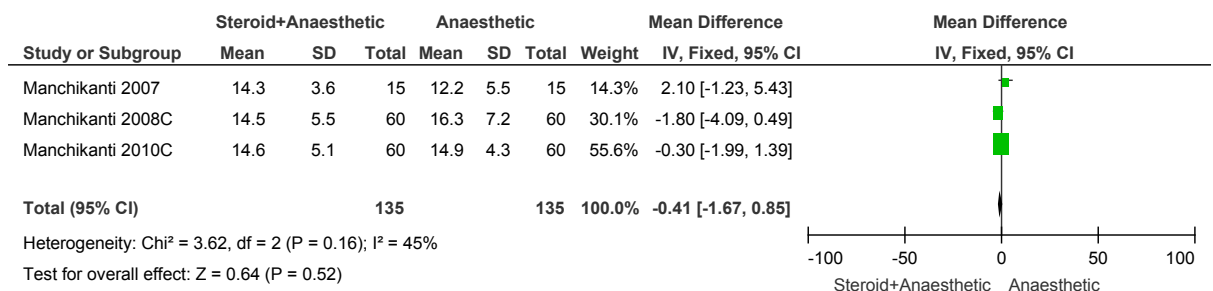 Steroid+Anaesthetic Anaesthetic Mean Difference Mean Difference
Study or Subgroup Mean SD Total Mean SD Total Weight IV, Fixed, 95% CI IV, Fixed, 95% CI
Manchikanti 2007 14.3 3.6 15 12.2 5.5 15 14.3% 2.10 [-1.23, 5.43]
Manchikanti 2008C 14.5 5.5 60 16.3 7.2 60 30.1% -1.80 [-4.09, 0.49]
Manchikanti 2010C 14.6 5.1 60 14.9 4.3 60 55.6% -0.30 [-1.99, 1.39]
Total (95% CI) 135 135 100.0% -0.41 [-1.67, 0.85]
Heterogeneity: Chi² = 3.62, df = 2 (P = 0.16); I² = 45%
Test for overall effect: Z = 0.64 (P = 0.52)
-100 -50 0 50 100
Steroid+Anaesthetic Anaesthetic